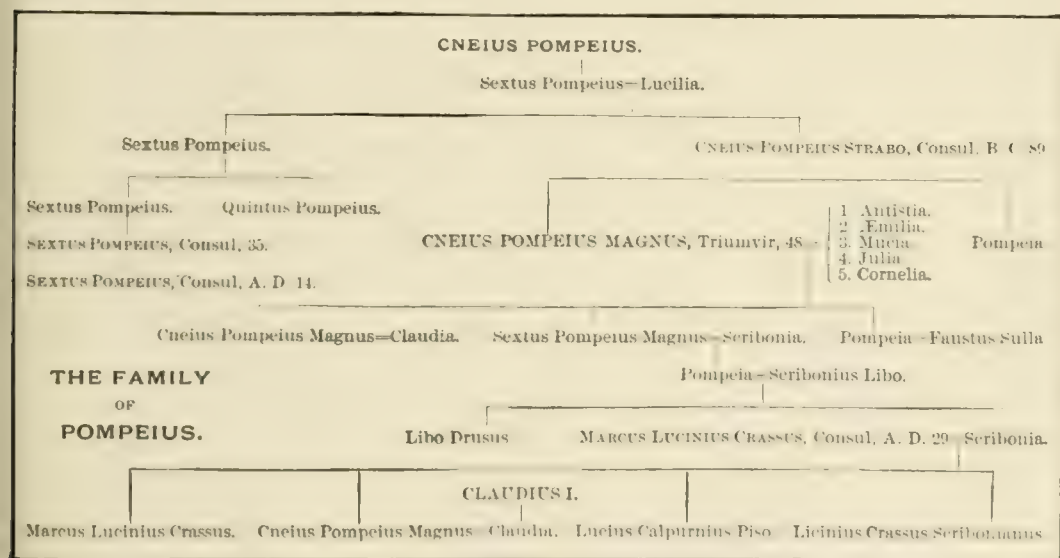 CNEIUS POMPEIUS.
Sextus Pompeius=Lucilia.
Sextus Pompeius.
CNEIUS POMPEIUS STRABO, Consul, B C 89
Sextus Pompeius. Quintus Pompeius.
SEXTUS POMPEIUS, Consul, 35.
CNEIUS POMPEIUS MAGNUS, Triumvir, 48 -
1 Antistia.
2 Æmilia.
3. Mucia
4. Julia
5. Cornelia.
Pompeia
SEXTUS POMPEIUS, Consul, A. D 14.
Cneius Pompeius Magnus=Claudia. Sextus Pompeius Magnus=Scribonia. Pompeia -Faustus Sulla
Pompeia - Scribonius Libo.
THE FAMILY
OF
POMPEIUS.
Libo Drusus MARCUS LUCINIUS CRASSUS, Consul, A. D. 29 Scribonia.
CLAUDIUS I.
Marcus Lucinius Crassus. Cneius Pompeius Magnus Claudia. Lucius Calpurnius Piso Licinius Crassus Scribonianus